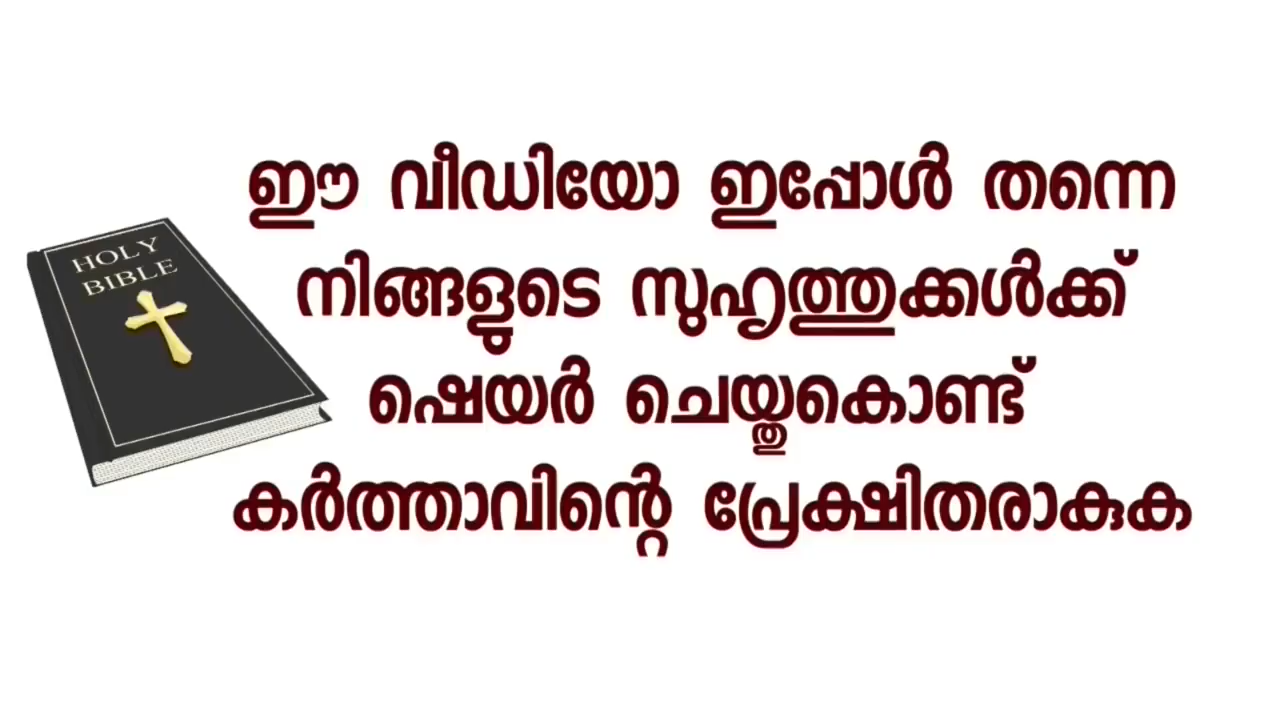 HOLY
BIBLE
ഈ വീഡിയോ ഇപ്പോൾ തന്നെ
നിങ്ങളുടെ സുഹൃത്തുക്കൾക്ക്
ഷെയർ ചെയ്തുകൊണ്ട്
കർത്താവിന്റെ പ്രേക്ഷിതരാകുക